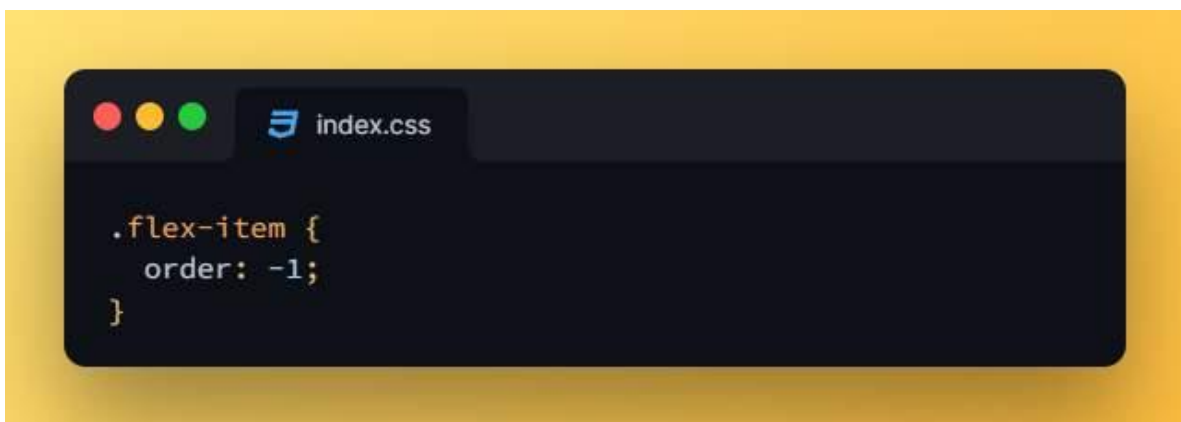 index.css
.flex-item {
  order: -1;
}